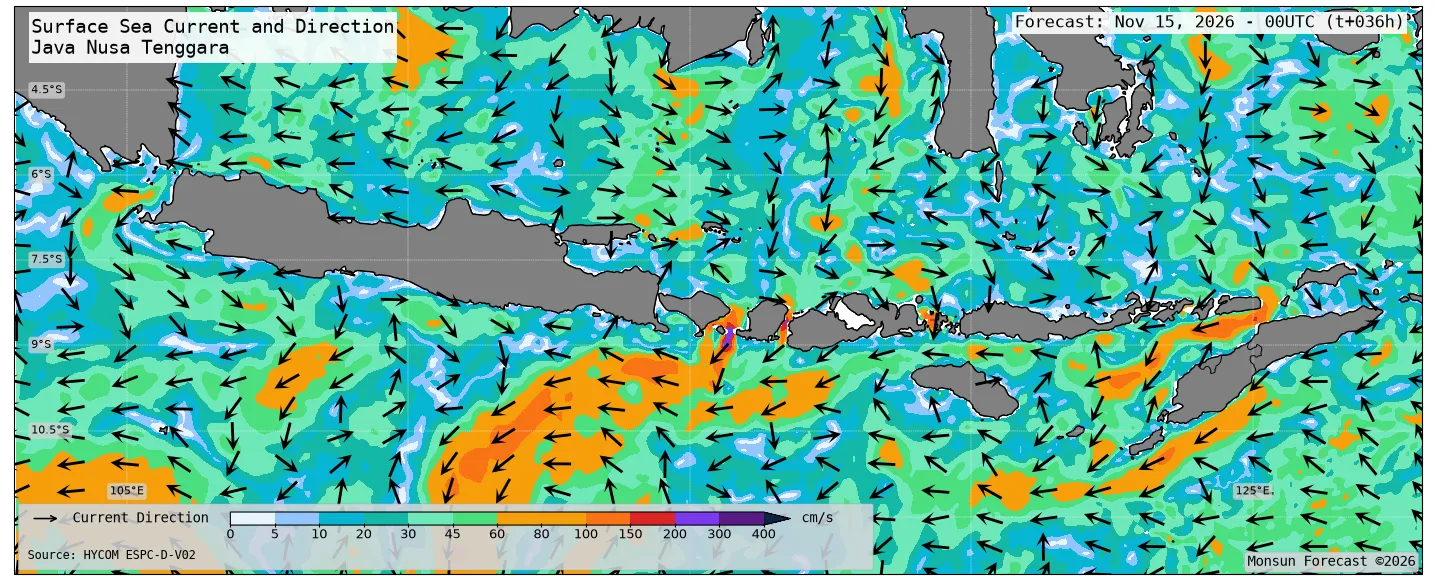 Surface Sea Current and Direction
Java Nusa Tenggara
Forecast: Nov 15, 2026 - 00UTC (t+036h)
4.5°S
6°S
7.5°S
9°S
10.5°S
105°E
125°E
Current Direction
0 5 10 20 30 45 60 80 100 150 200 300 400 cm/s
Source: HYCOM ESPC-D-V02
Monsun Forecast ©2026